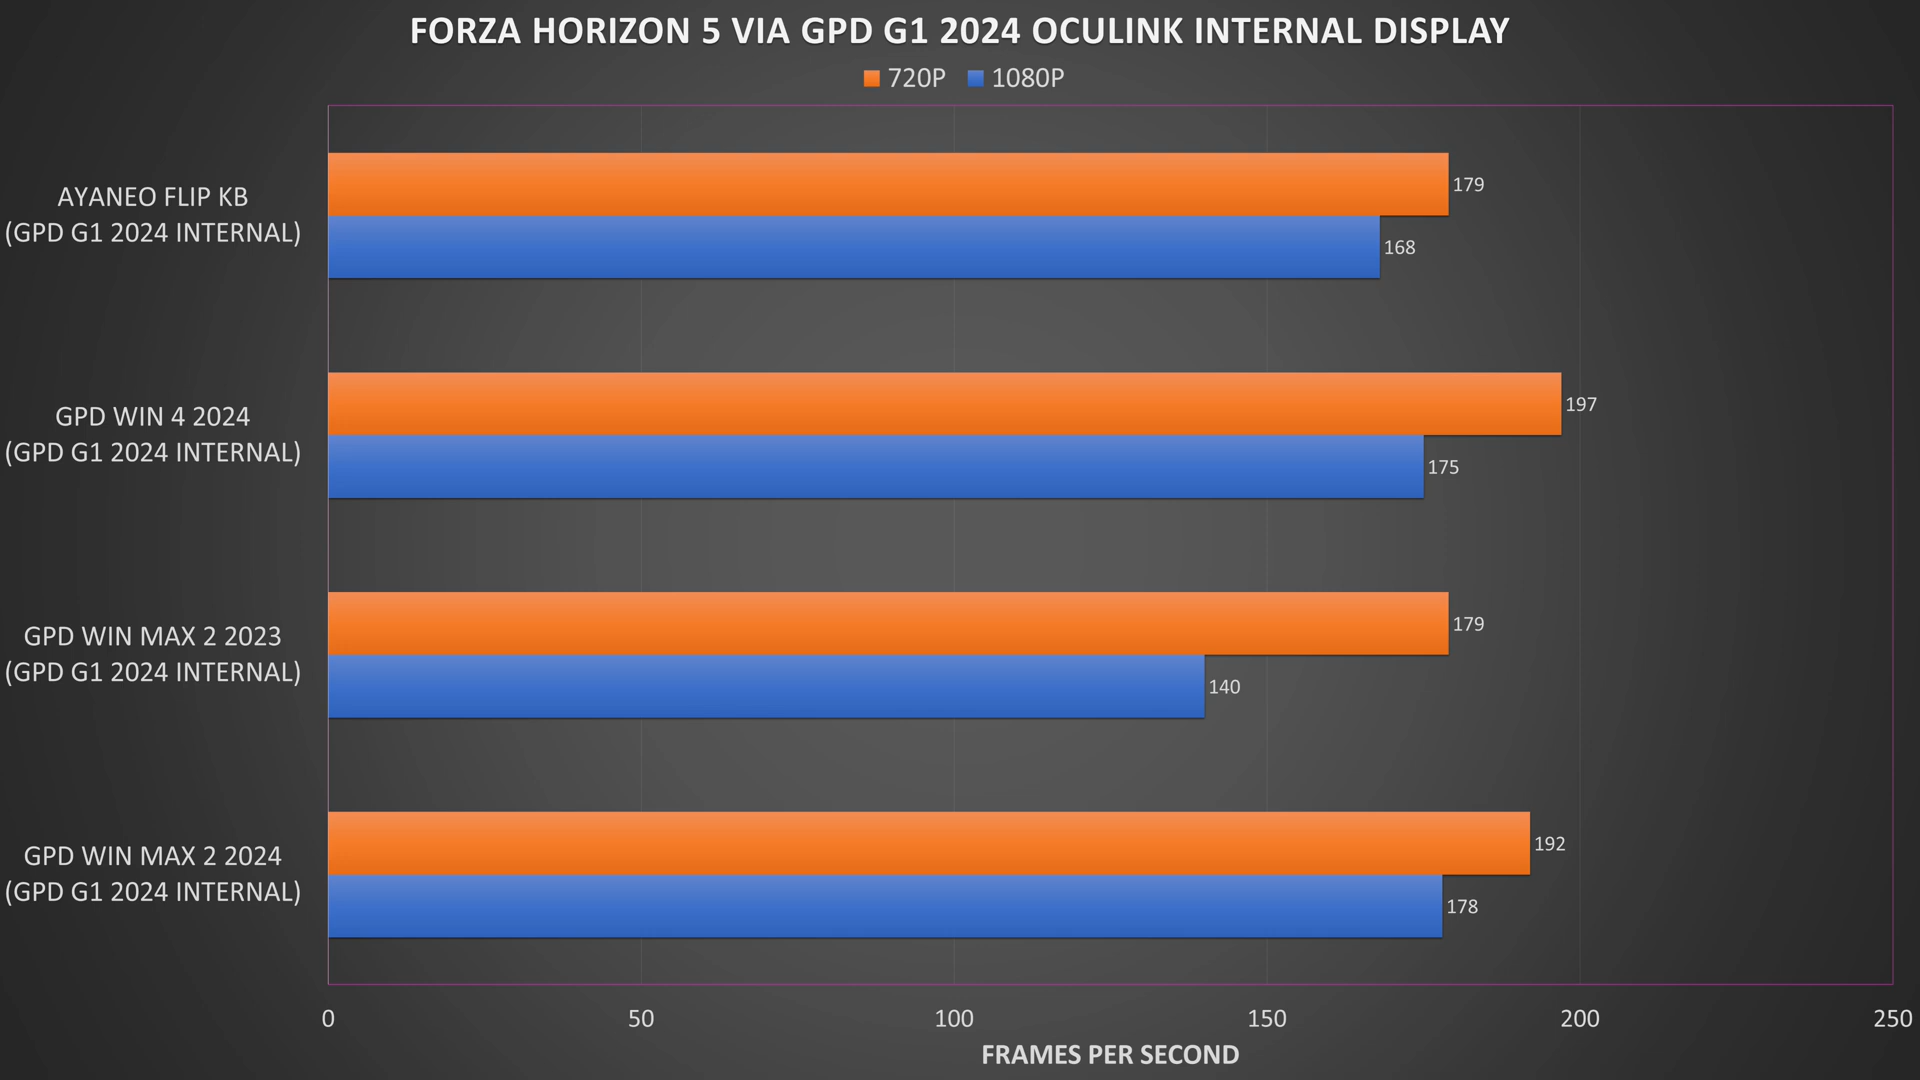 FORZA HORIZON 5 VIA GPD G1 2024 OCULINK INTERNAL DISPLAY
720P 1080P
AYANEO FLIP KB
(GPD G1 2024 INTERNAL)
179
168
GPD WIN 4 2024
(GPD G1 2024 INTERNAL)
197
175
GPD WIN MAX 2 2023
(GPD G1 2024 INTERNAL)
179
140
GPD WIN MAX 2 2024
(GPD G1 2024 INTERNAL)
192
178
0 50 100 150 200 250
FRAMES PER SECOND